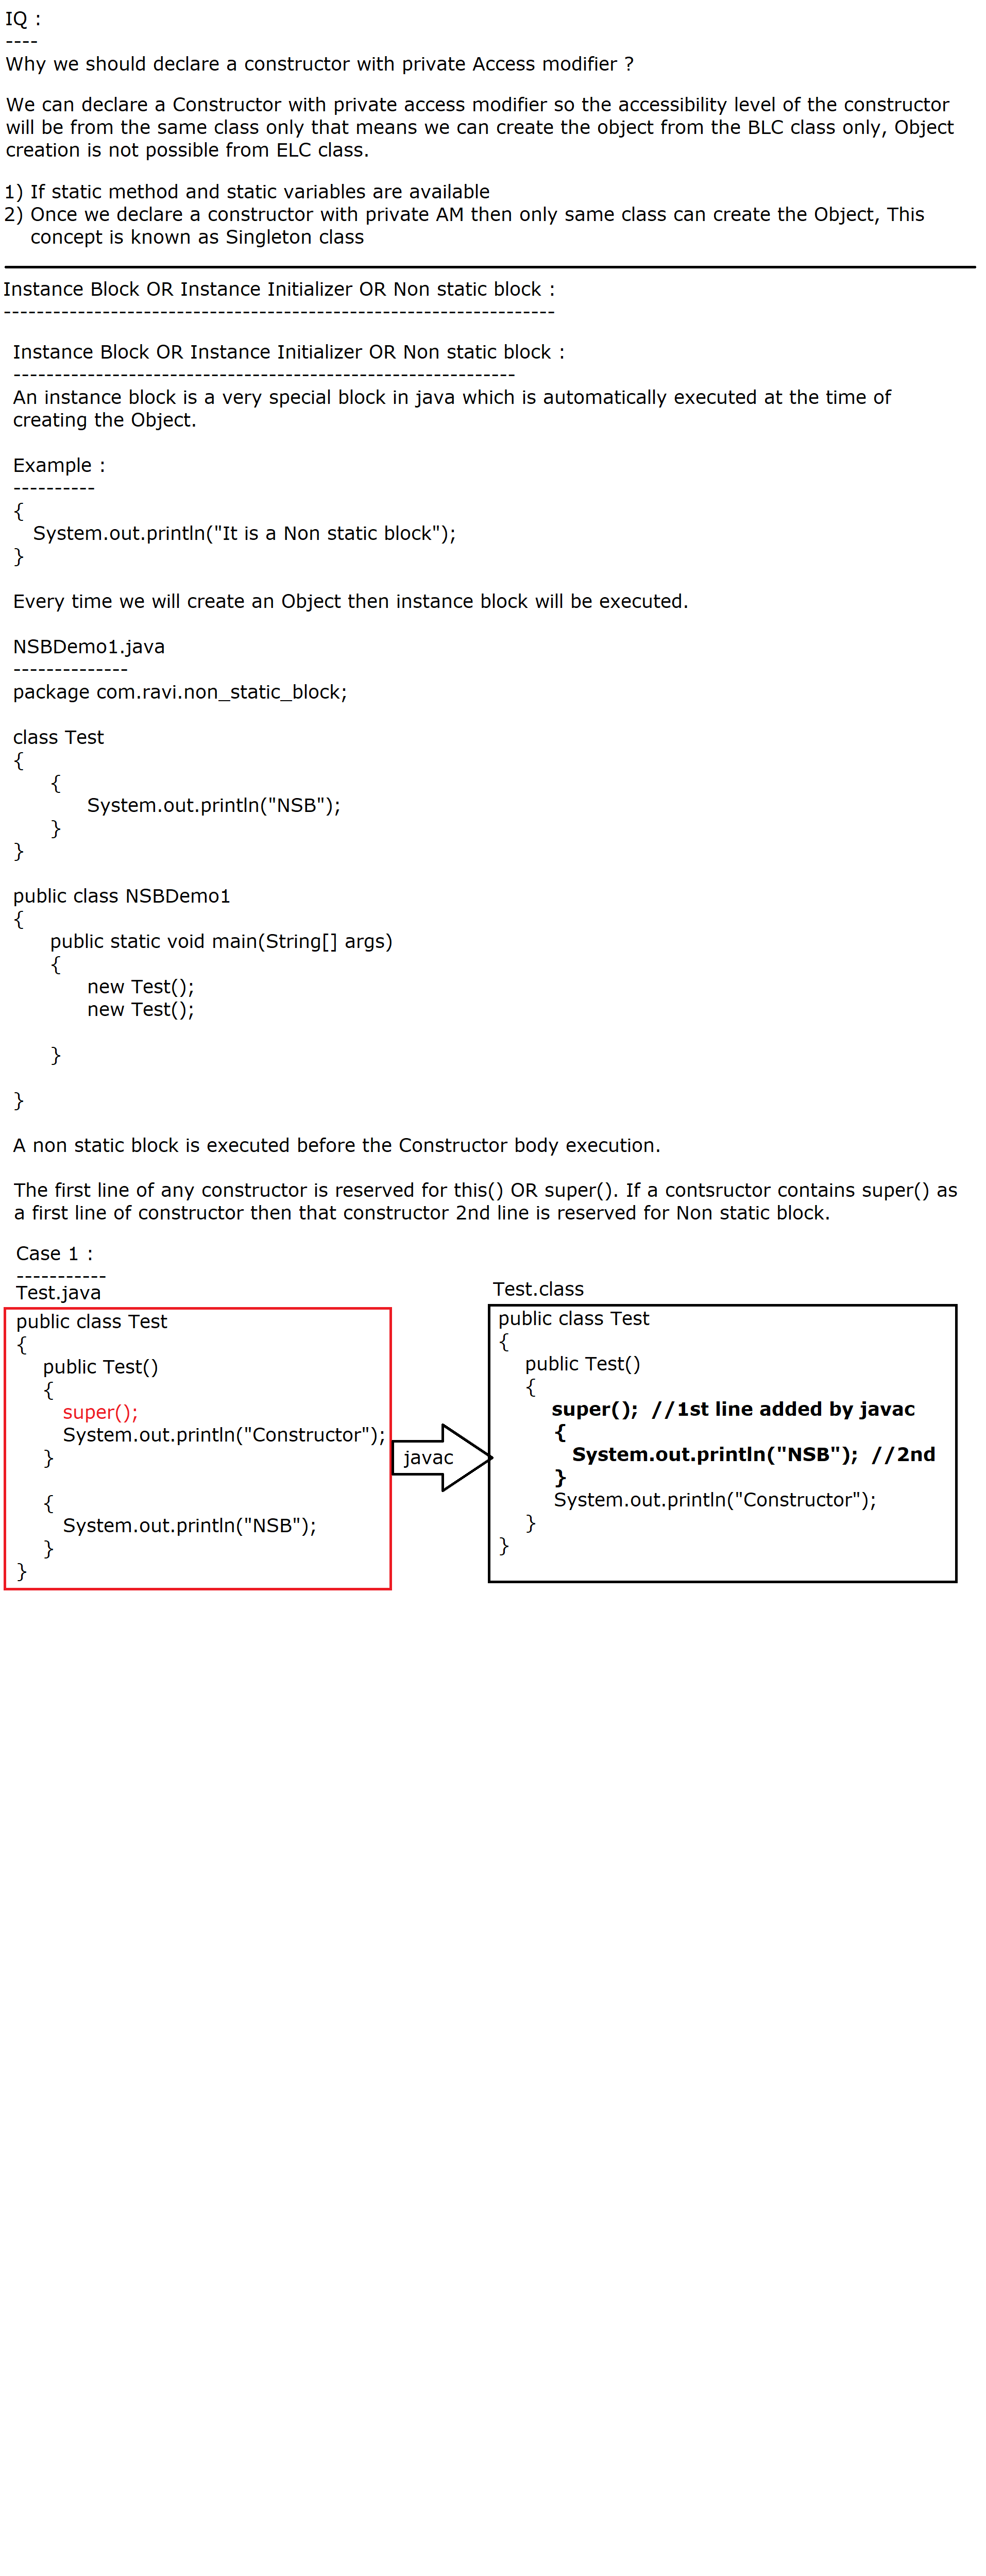 IQ :
----
Why we should declare a constructor with private Access modifier ?
We can declare a Constructor with private access modifier so the accessibility level of the constructor
will be from the same class only that means we can create the object from the BLC class only, Object
creation is not possible from ELC class.
1) If static method and static variables are available
2) Once we declare a constructor with private AM then only same class can create the Object, This
concept is known as Singleton class
Instance Block OR Instance Initializer OR Non static block :
-------------------------------------------------------------------
Instance Block OR Instance Initializer OR Non static block :
-------------------------------------------------------------
An instance block is a very special block in java which is automatically executed at the time of
creating the Object.
Example :
----------
{
System.out.println("It is a Non static block");
}
Every time we will create an Object then instance block will be executed.
NSBDemo1.java
--------------
package com.ravi.non_static_block;
class Test
{
{
System.out.println("NSB");
}
}
public class NSBDemo1
{
public static void main(String[] args)
{
new Test();
new Test();
}
}
A non static block is executed before the Constructor body execution.
The first line of any constructor is reserved for this() OR super(). If a contsructor contains super() as
a first line of constructor then that constructor 2nd line is reserved for Non static block.
Case 1 :
-----------
Test.java
public class Test
{
public Test()
{
super();
System.out.println("Constructor");
}
{
System.out.println("NSB");
}
}
javac
Test.class
public class Test
{
public Test()
{
super(); //1st line added by javac
{
System.out.println("NSB"); //2nd
}
System.out.println("Constructor");
}
}